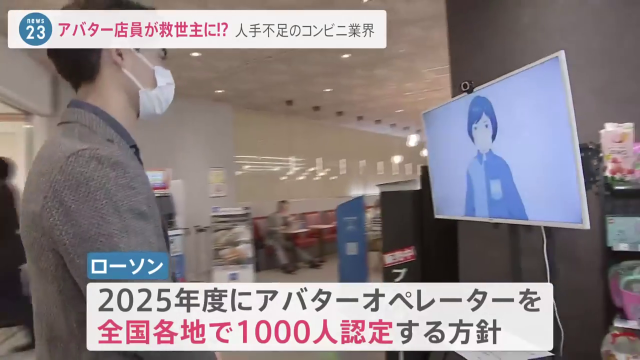 news
23
アバター店員が救世主に!? 人手不足のコンビニ業界
ローソン
2025年度にアバターオペレーターを
全国各地で1000人認定する方針